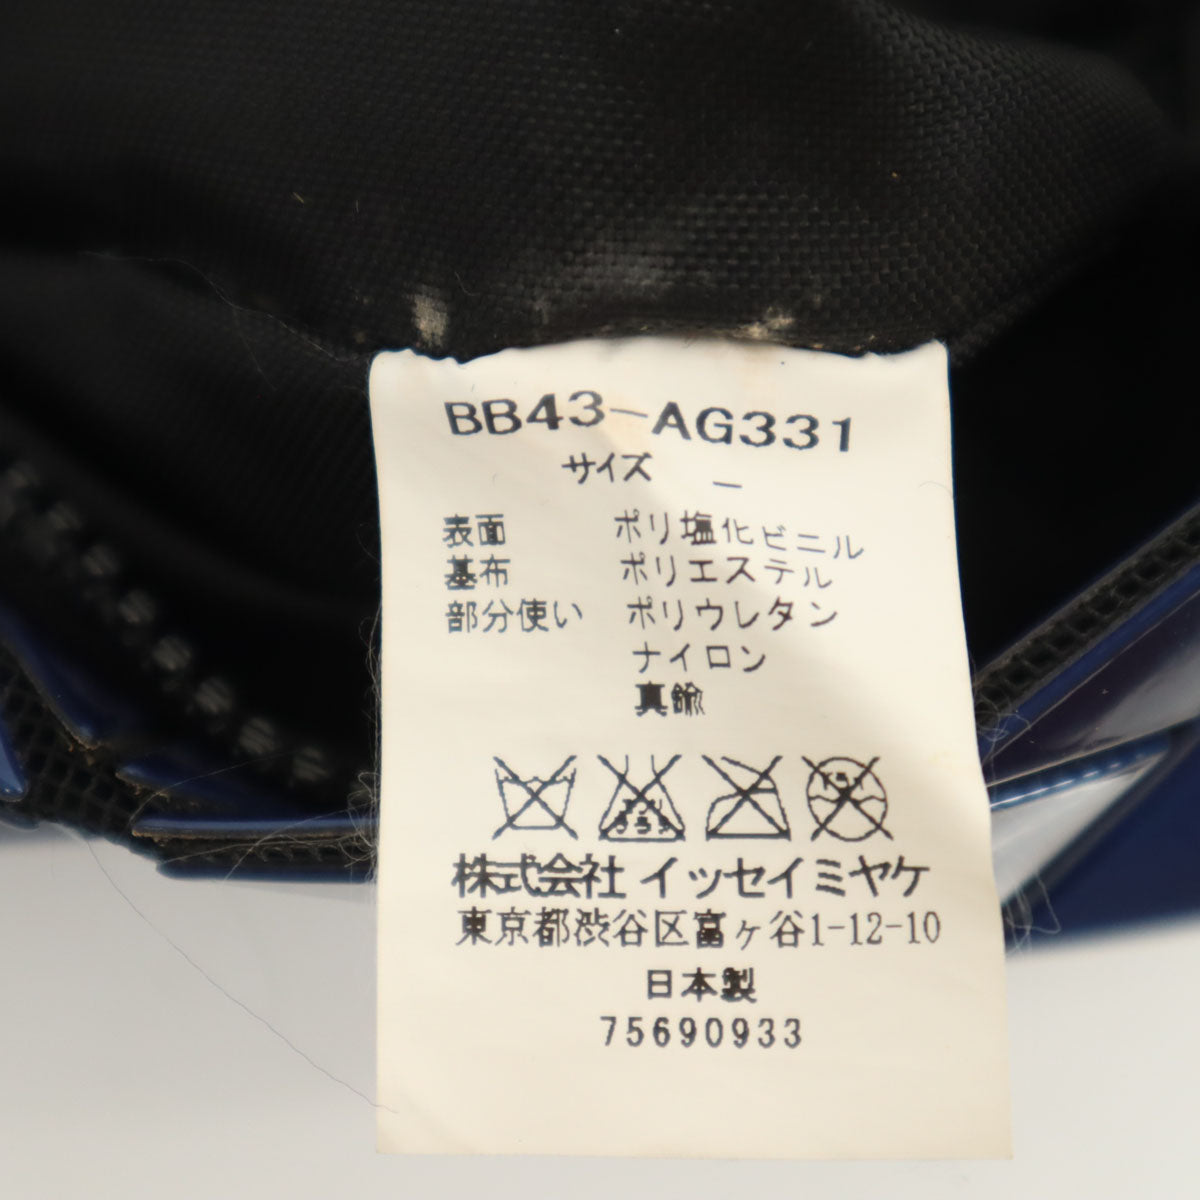 BB43-AG331
サイズ -
表面 ポリ塩化ビニル
基布 ポリエステル
部分使い ポリウレタン
ナイロン
真鍮
株式会社 イッセイミヤケ
東京都渋谷区富ヶ谷1-12-10
日本製
75690933